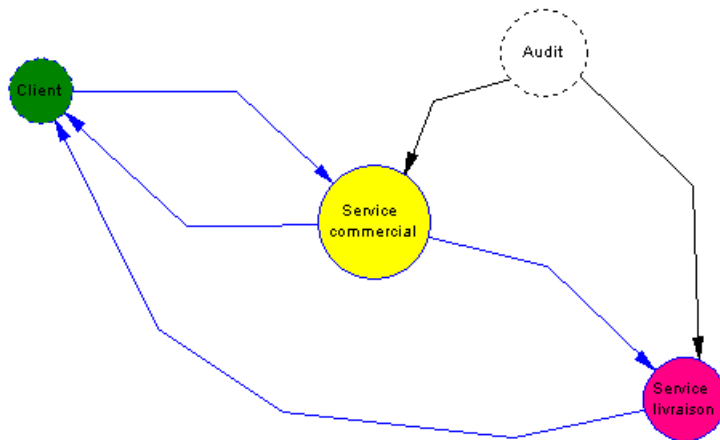 Audit
Client
Service
commercial
Service
livraison